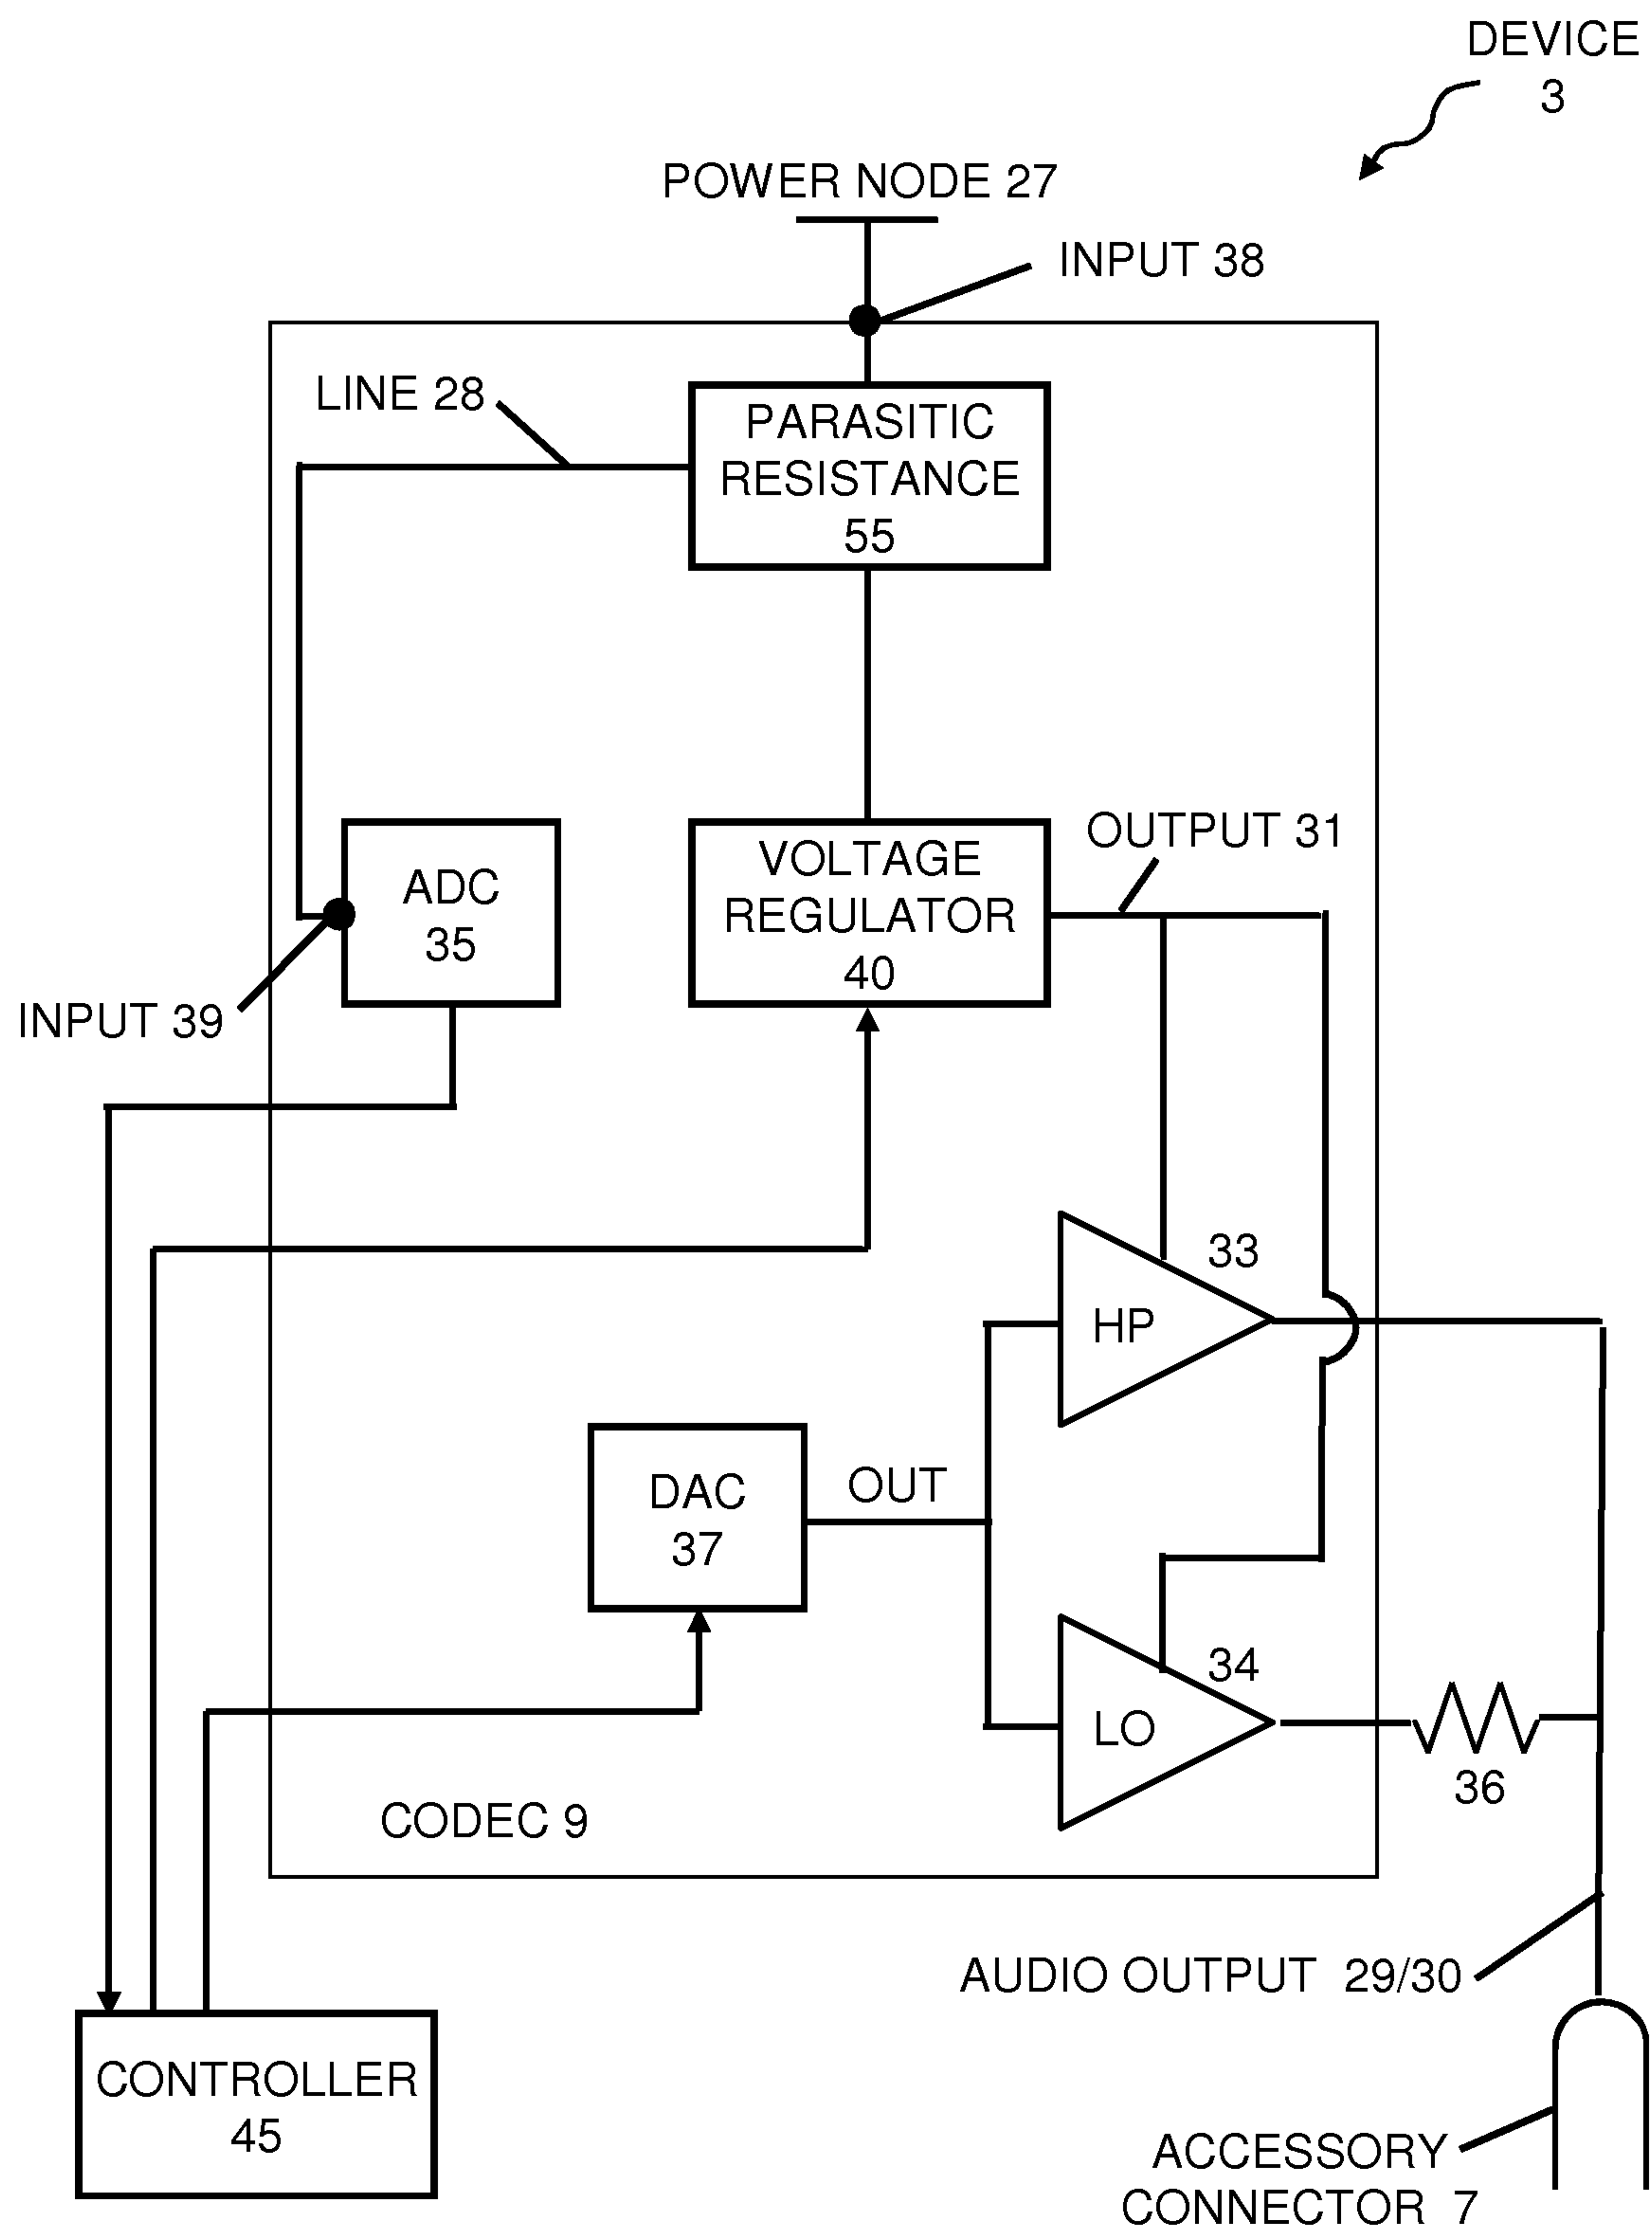 DEVICE
3
POWER NODE 27
INPUT 38
LINE 28
PARASITIC
RESISTANCE
55
OUTPUT 31
VOLTAGE
REGULATOR
40
ADC
35
INPUT 39
33
HP
DAC
37
OUT
34
LO
36
CODEC 9
AUDIO OUTPUT 29/30
CONTROLLER
45
ACCESSORY
CONNECTOR 7